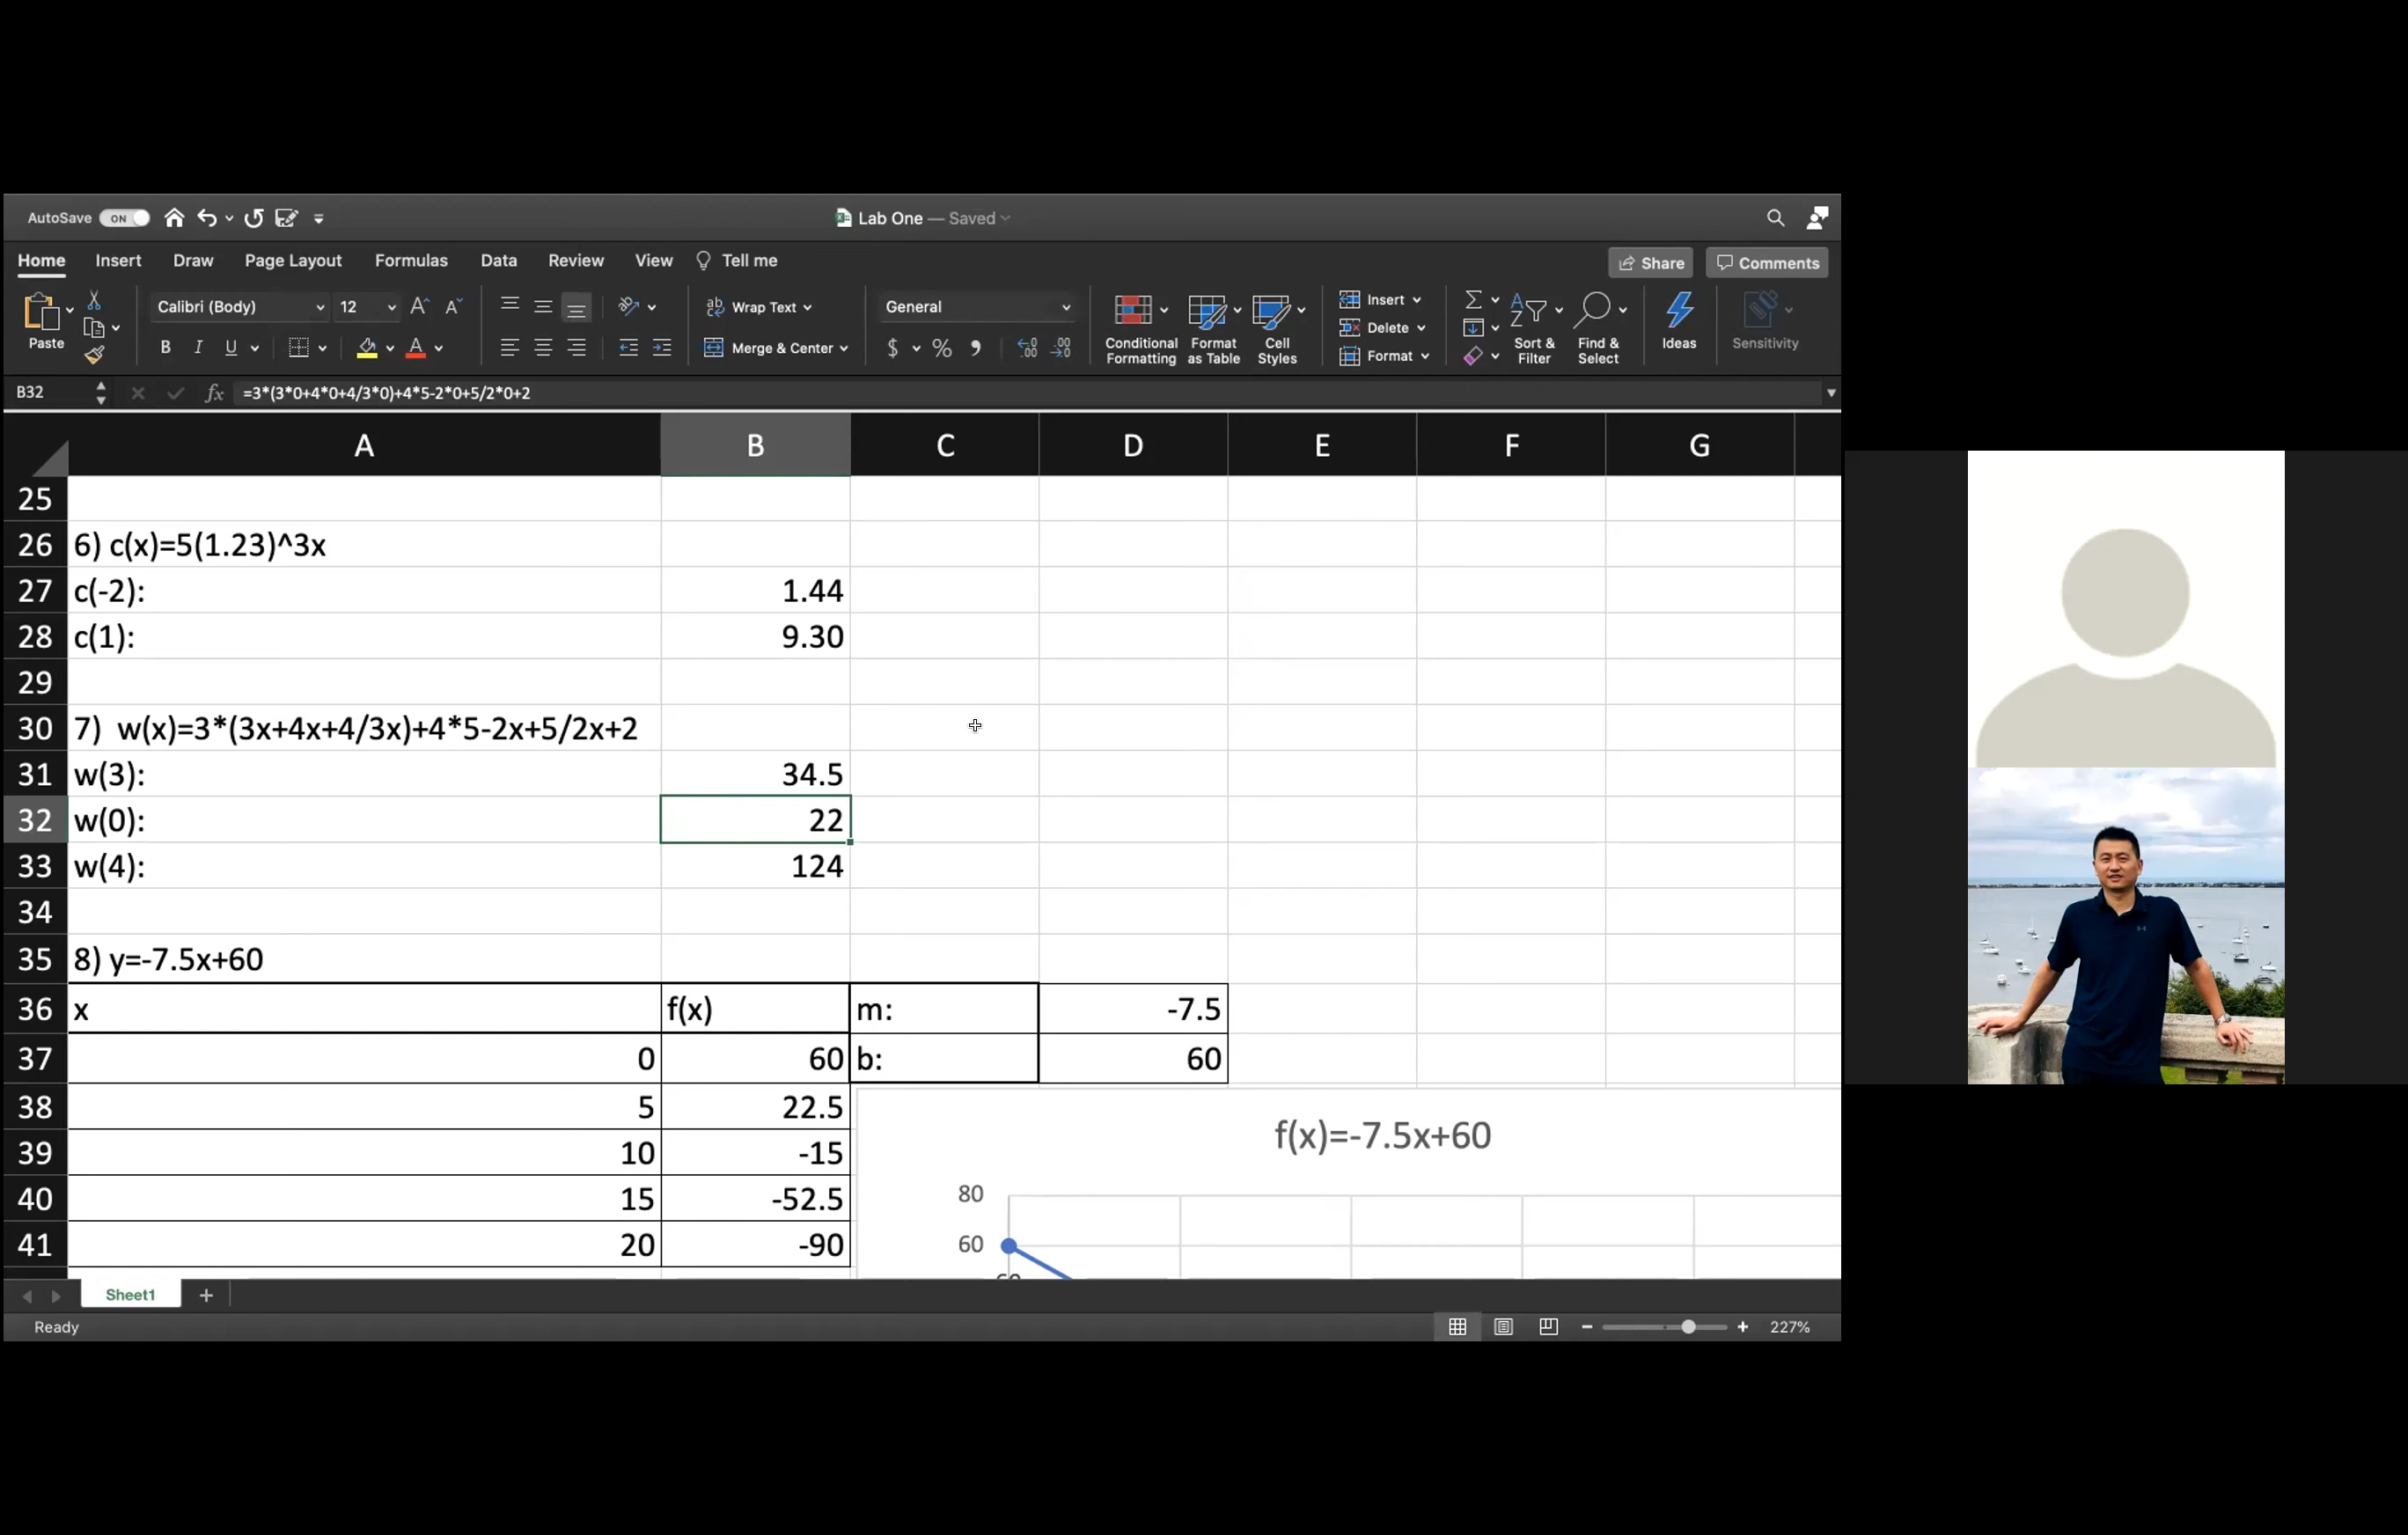 AutoSave ON Lab One — Saved
Home Insert Draw Page Layout Formulas Data Review View Tell me Share Comments
Paste Calibri (Body) 12 A^ Aˇ ab Wrap Text General Conditional Formatting Format as Table Cell Styles Insert Σ Sort & Filter Find & Select Ideas Sensitivity
B I U A Merge & Center $ % Delete
Format
B32 fx =3*(3*0+4*0+4/3*0)+4*5-2*0+5/2*0+2
A B C D E F G
25
26 6) c(x)=5(1.23)^3x
27 c(-2): 1.44
28 c(1): 9.30
29
30 7) w(x)=3*(3x+4x+4/3x)+4*5-2x+5/2x+2
31 w(3): 34.5
32 w(0): 22
33 w(4): 124
34
35 8) y=-7.5x+60
36 x f(x) m: -7.5
37 0 60 b: 60
38 5 22.5
39 10 -15
40 15 -52.5
41 20 -90
f(x)=-7.5x+60
80
60
Sheet1 +
Ready 227%